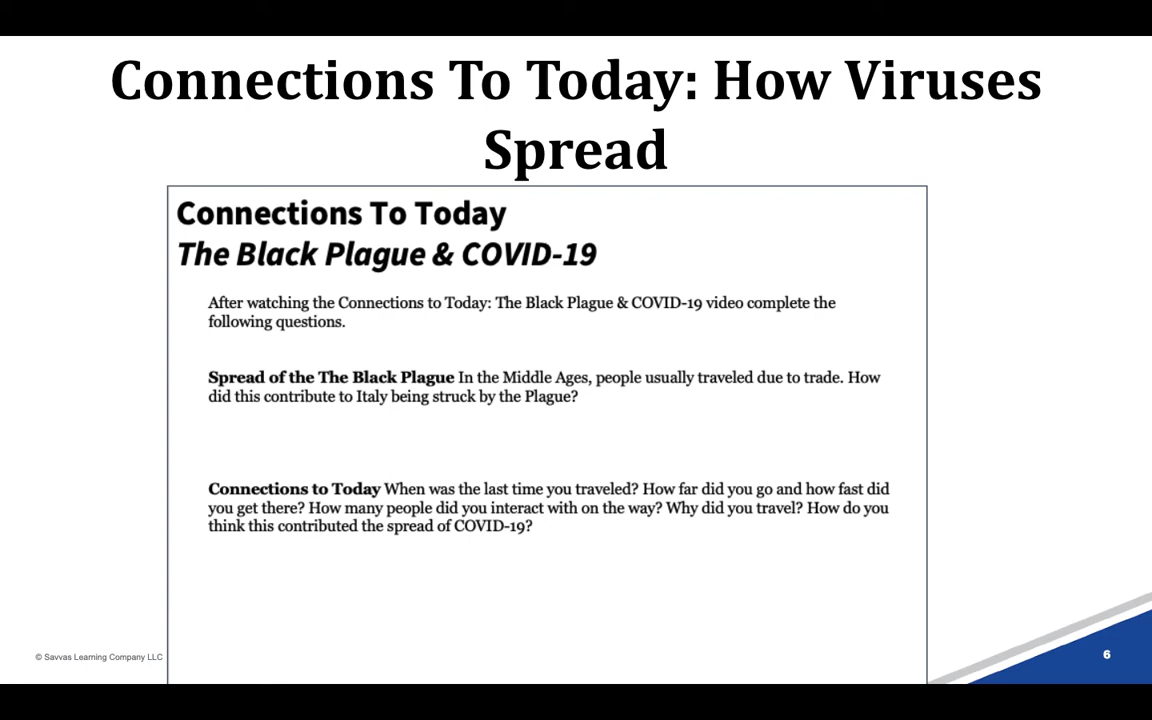 Connections To Today: How Viruses
Spread
Connections To Today
The Black Plague & COVID-19
After watching the Connections to Today: The Black Plague & COVID-19 video complete the
following questions.
Spread of the The Black Plague In the Middle Ages, people usually traveled due to trade. How
did this contribute to Italy being struck by the Plague?
Connections to Today When was the last time you traveled? How far did you go and how fast did
you get there? How many people did you interact with on the way? Why did you travel? How do you
think this contributed the spread of COVID-19?
© Savvas Learning Company LLC
6